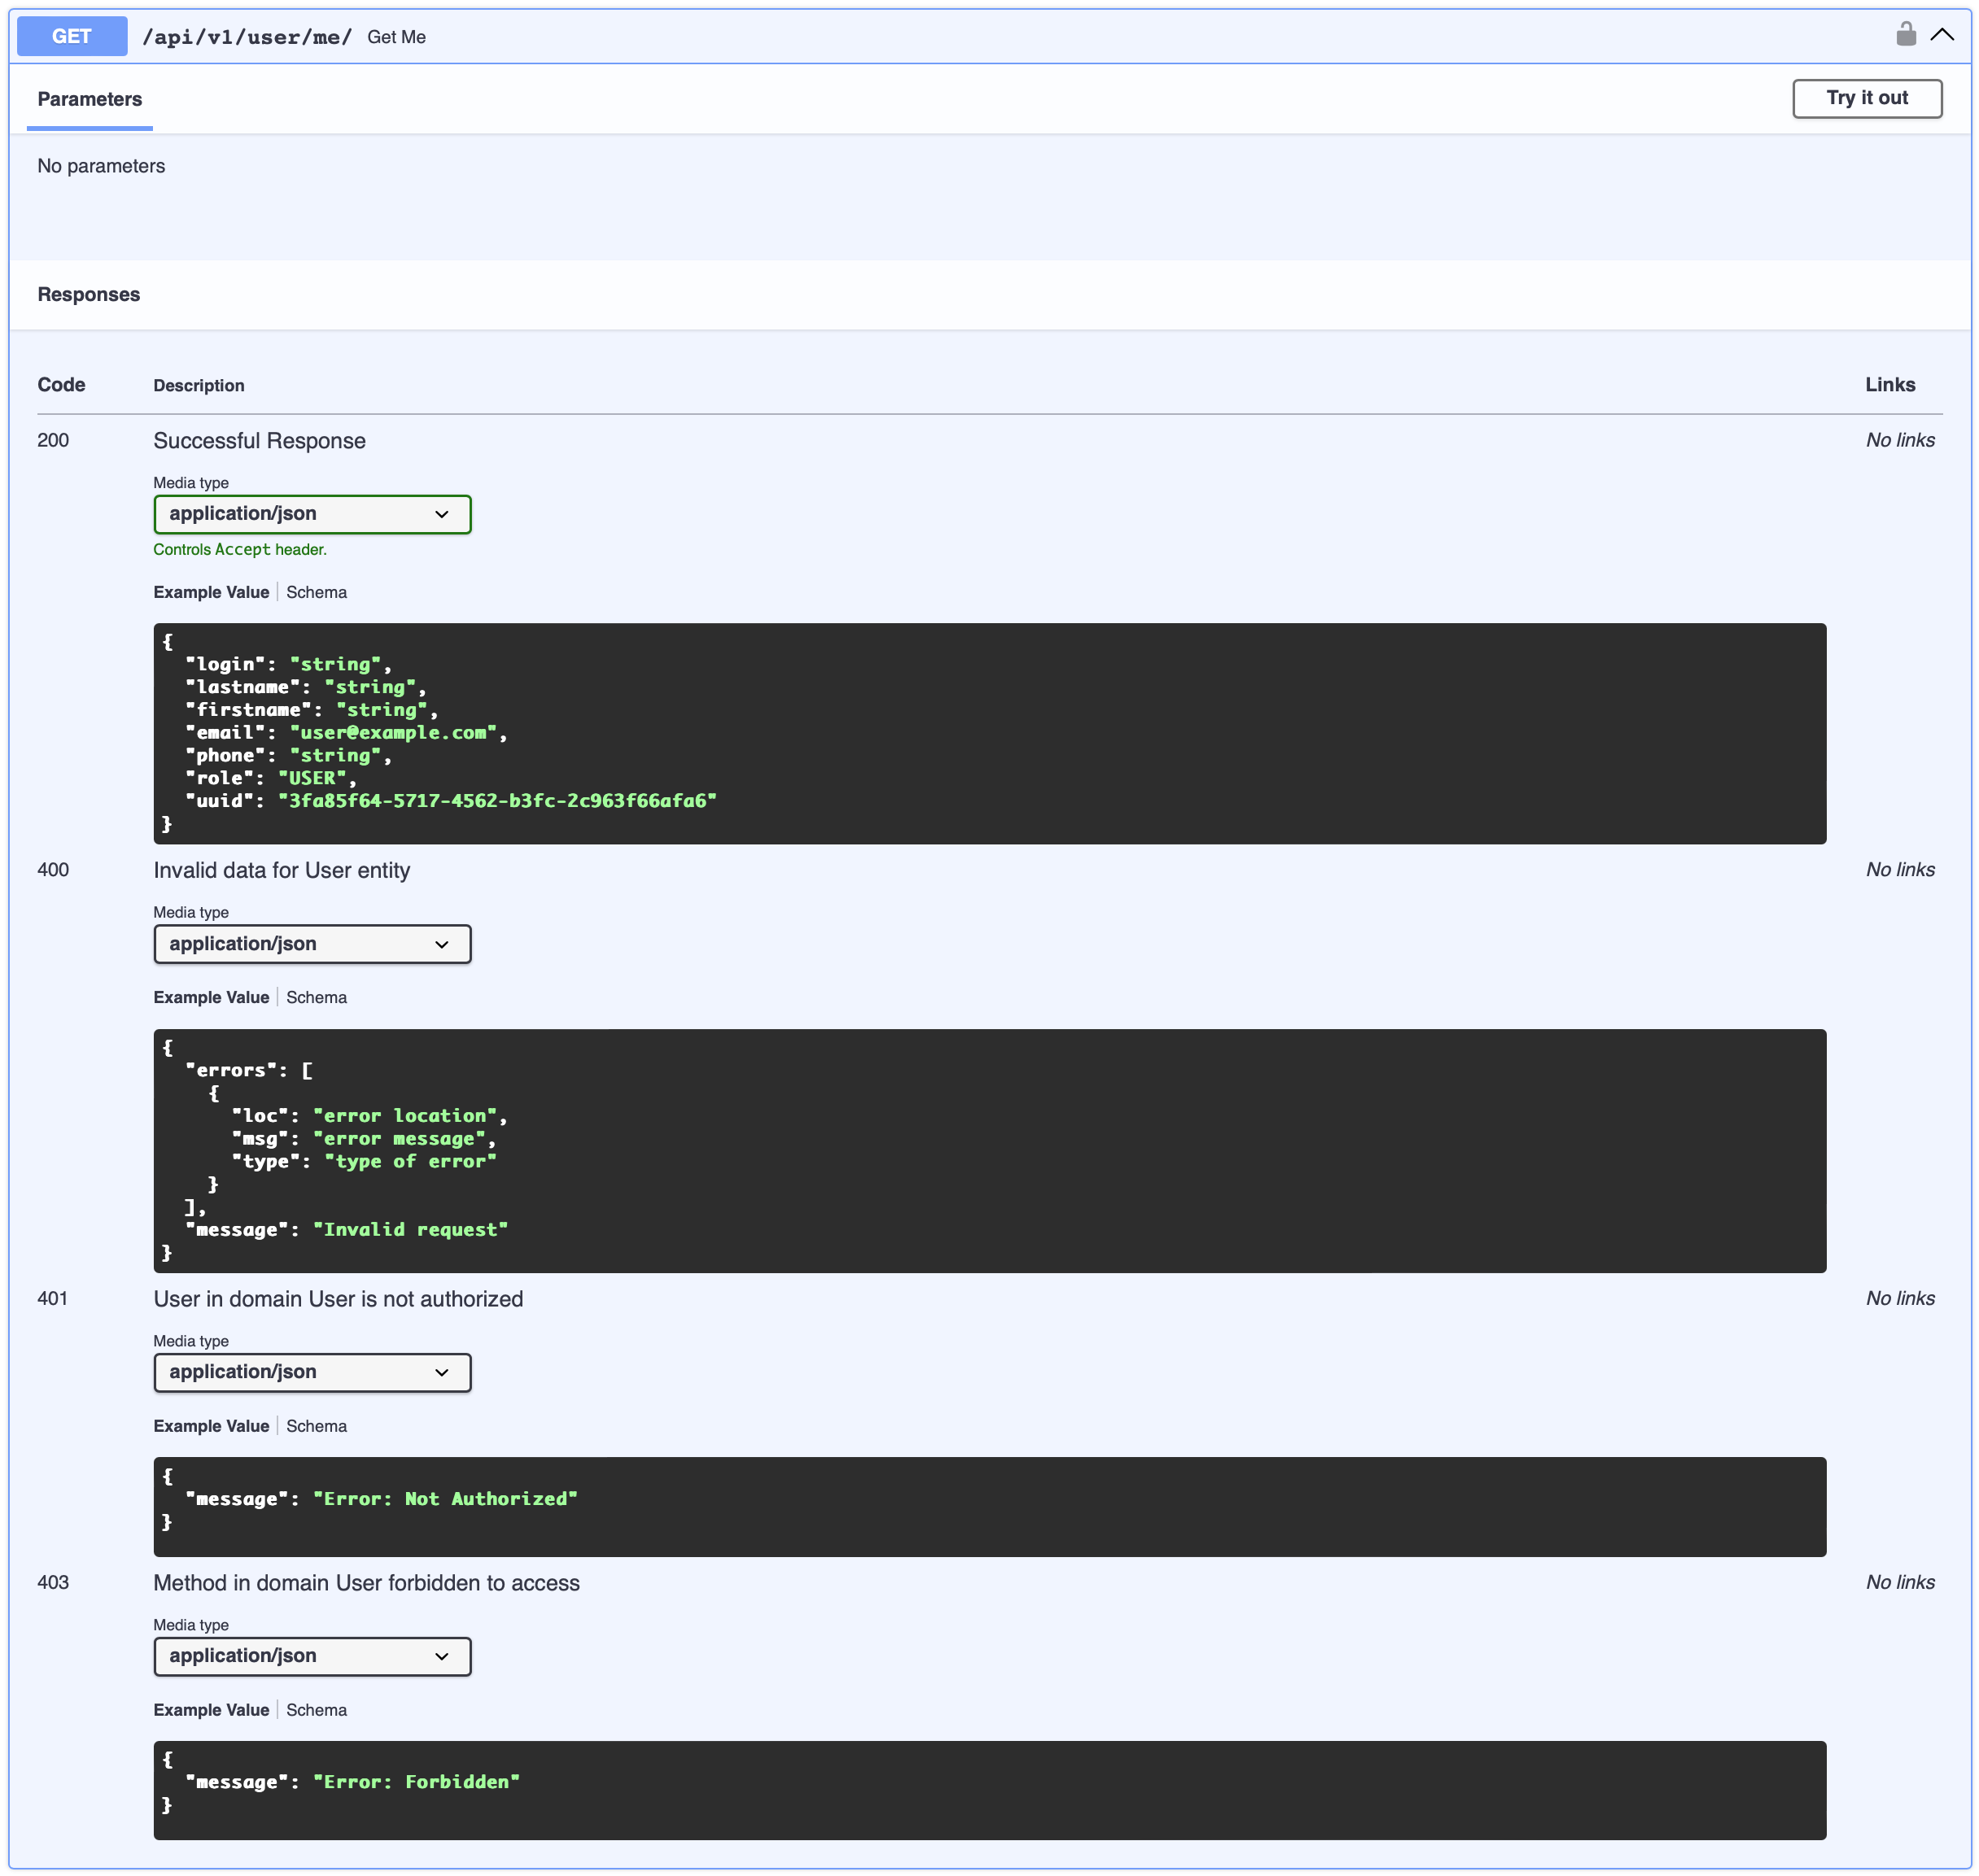 GET /api/v1/user/me/ Get Me
Parameters
Try it out
No parameters
Responses
Code Description Links
200 Successful Response No links
Media type
application/json
Controls Accept header.
Example Value Schema
{
  "login": "string",
  "lastname": "string",
  "firstname": "string",
  "email": "user@example.com",
  "phone": "string",
  "role": "USER",
  "uuid": "3fa85f64-5717-4562-b3fc-2c963f66afa6"
}
400 Invalid data for User entity No links
Media type
application/json
Example Value Schema
{
  "errors": [
    {
      "loc": "error location",
      "msg": "error message",
      "type": "type of error"
    }
  ],
  "message": "Invalid request"
}
401 User in domain User is not authorized No links
Media type
application/json
Example Value Schema
{
  "message": "Error: Not Authorized"
}
403 Method in domain User forbidden to access No links
Media type
application/json
Example Value Schema
{
  "message": "Error: Forbidden"
}